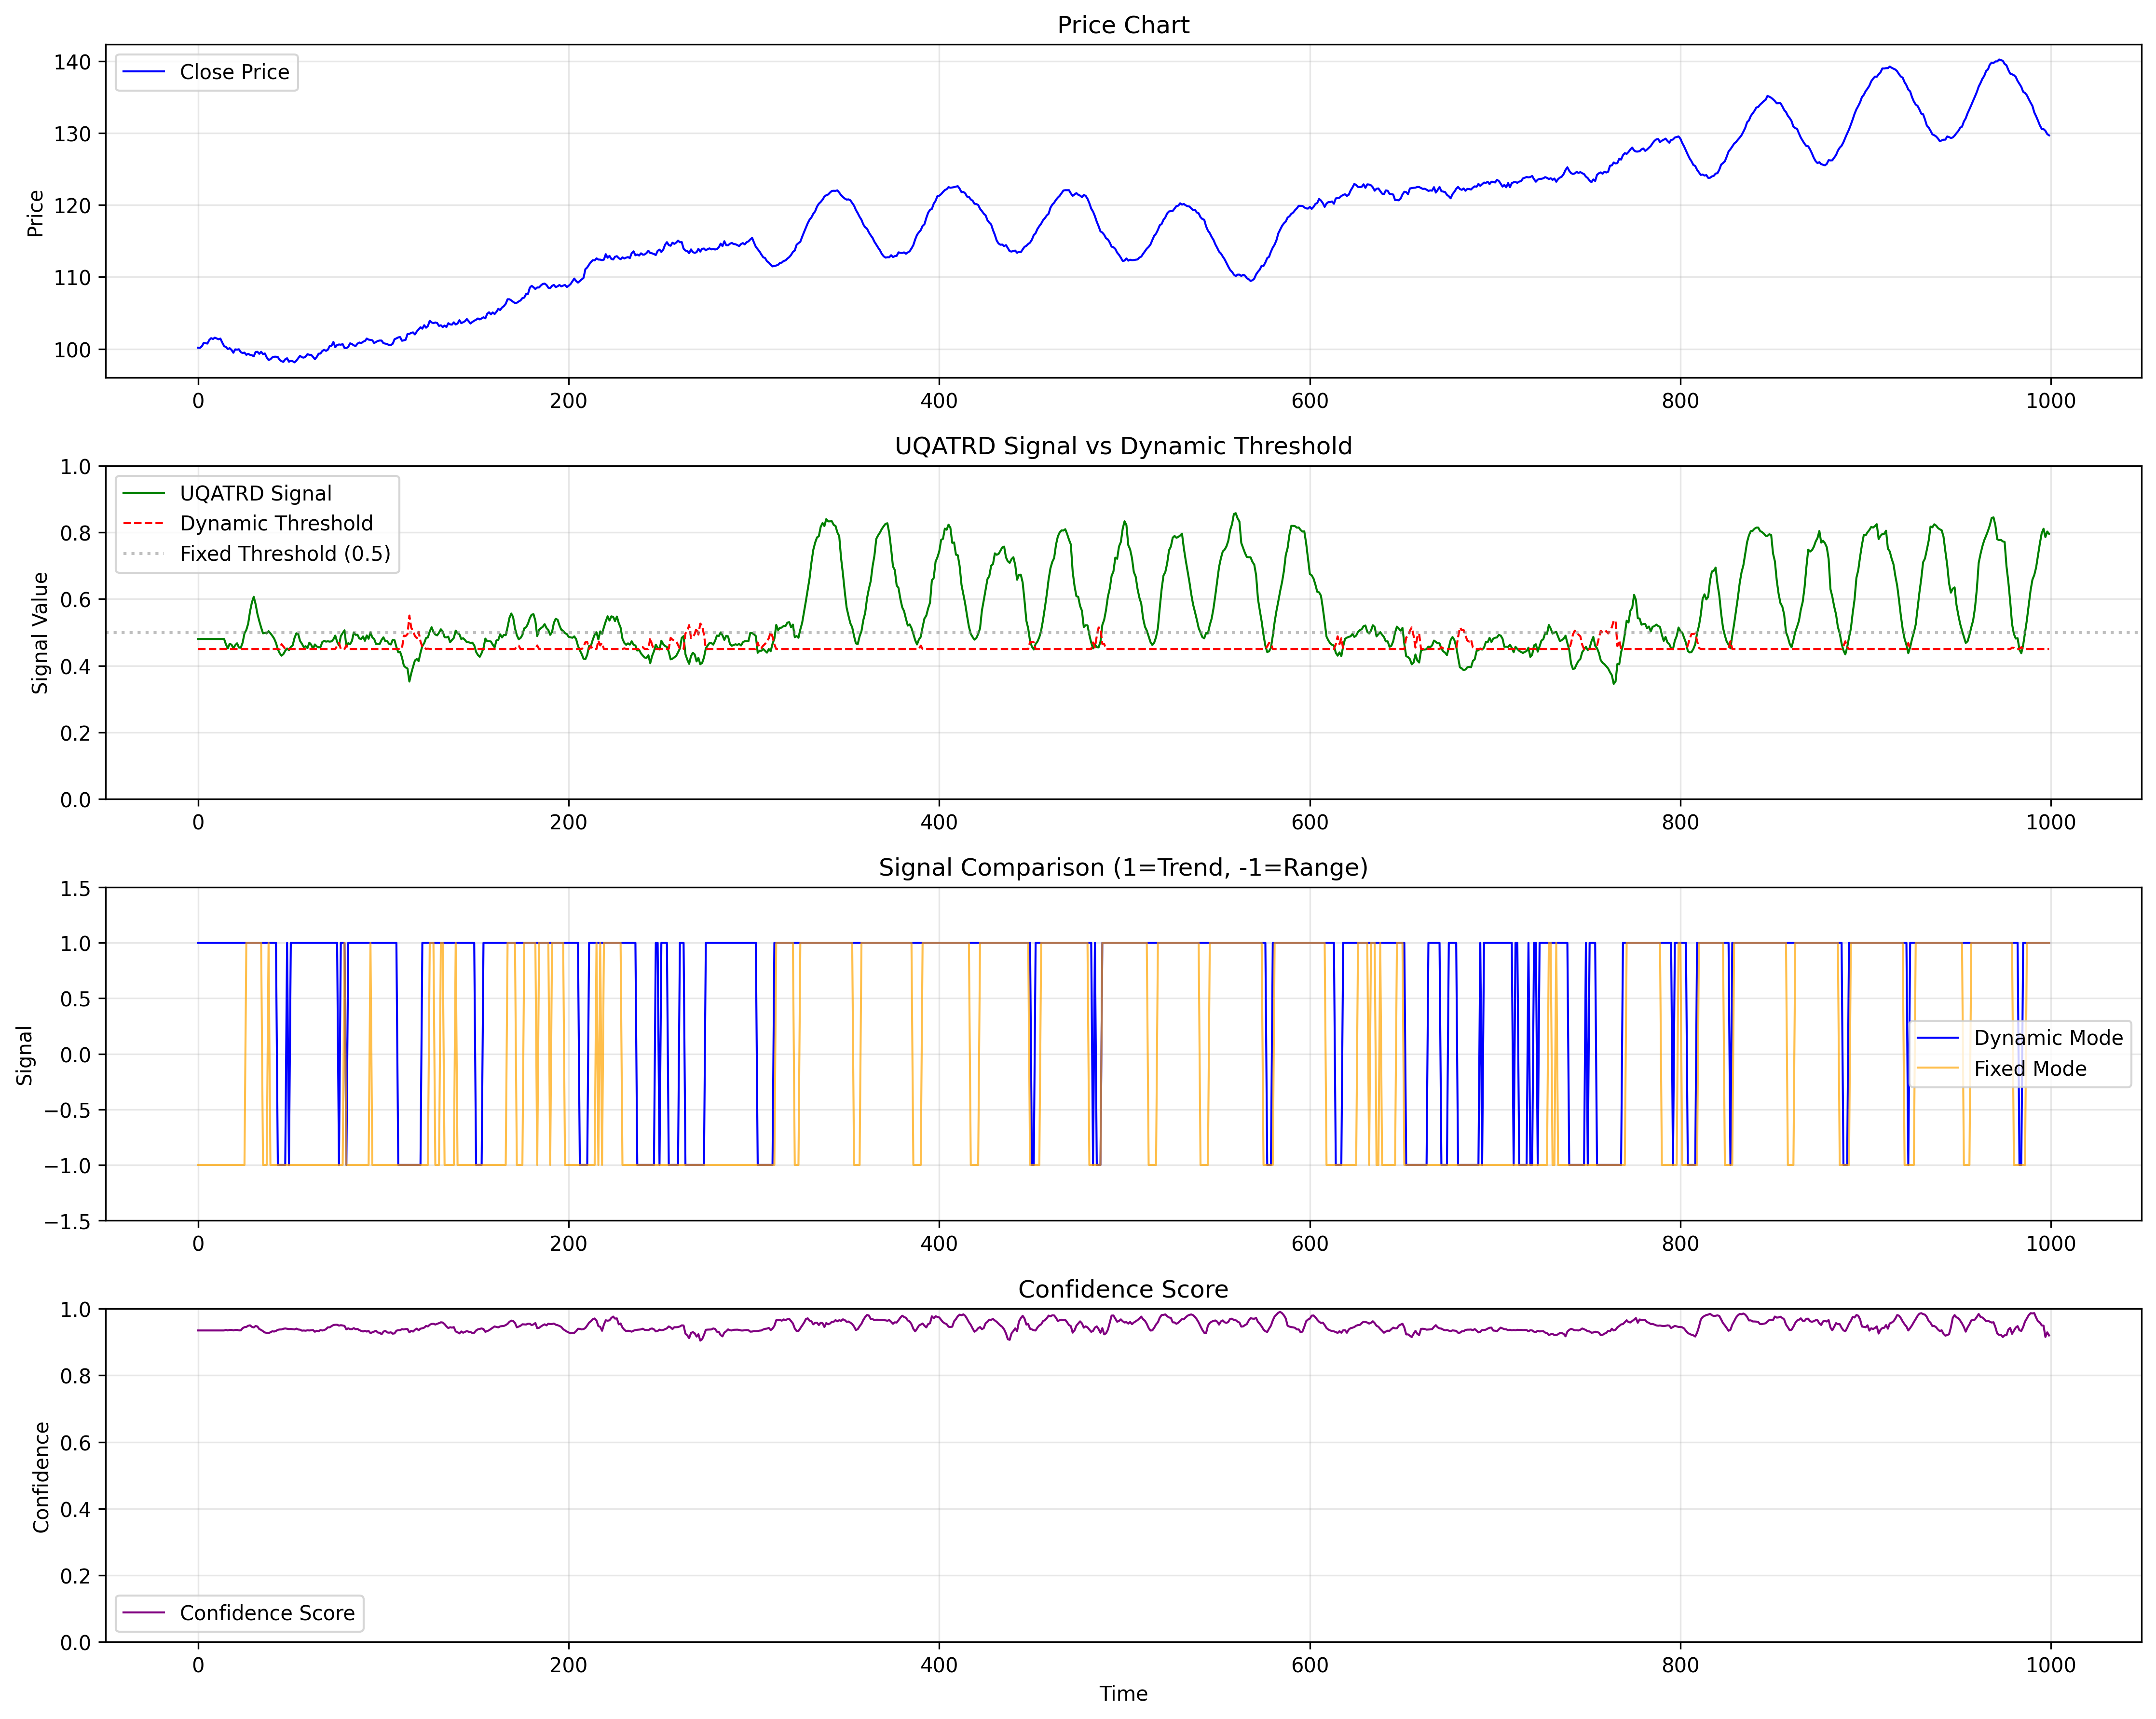 Price Chart
Close Price
Price
140
130
120
110
100
0 200 400 600 800 1000
UQATRD Signal vs Dynamic Threshold
UQATRD Signal
Dynamic Threshold
Fixed Threshold (0.5)
Signal Value
1.0
0.8
0.6
0.4
0.2
0.0
0 200 400 600 800 1000
Signal Comparison (1=Trend, -1=Range)
Signal
1.5
1.0
0.5
0.0
−0.5
−1.0
−1.5
Dynamic Mode
Fixed Mode
0 200 400 600 800 1000
Confidence Score
Confidence
1.0
0.8
0.6
0.4
0.2
0.0
Confidence Score
0 200 400 600 800 1000
Time